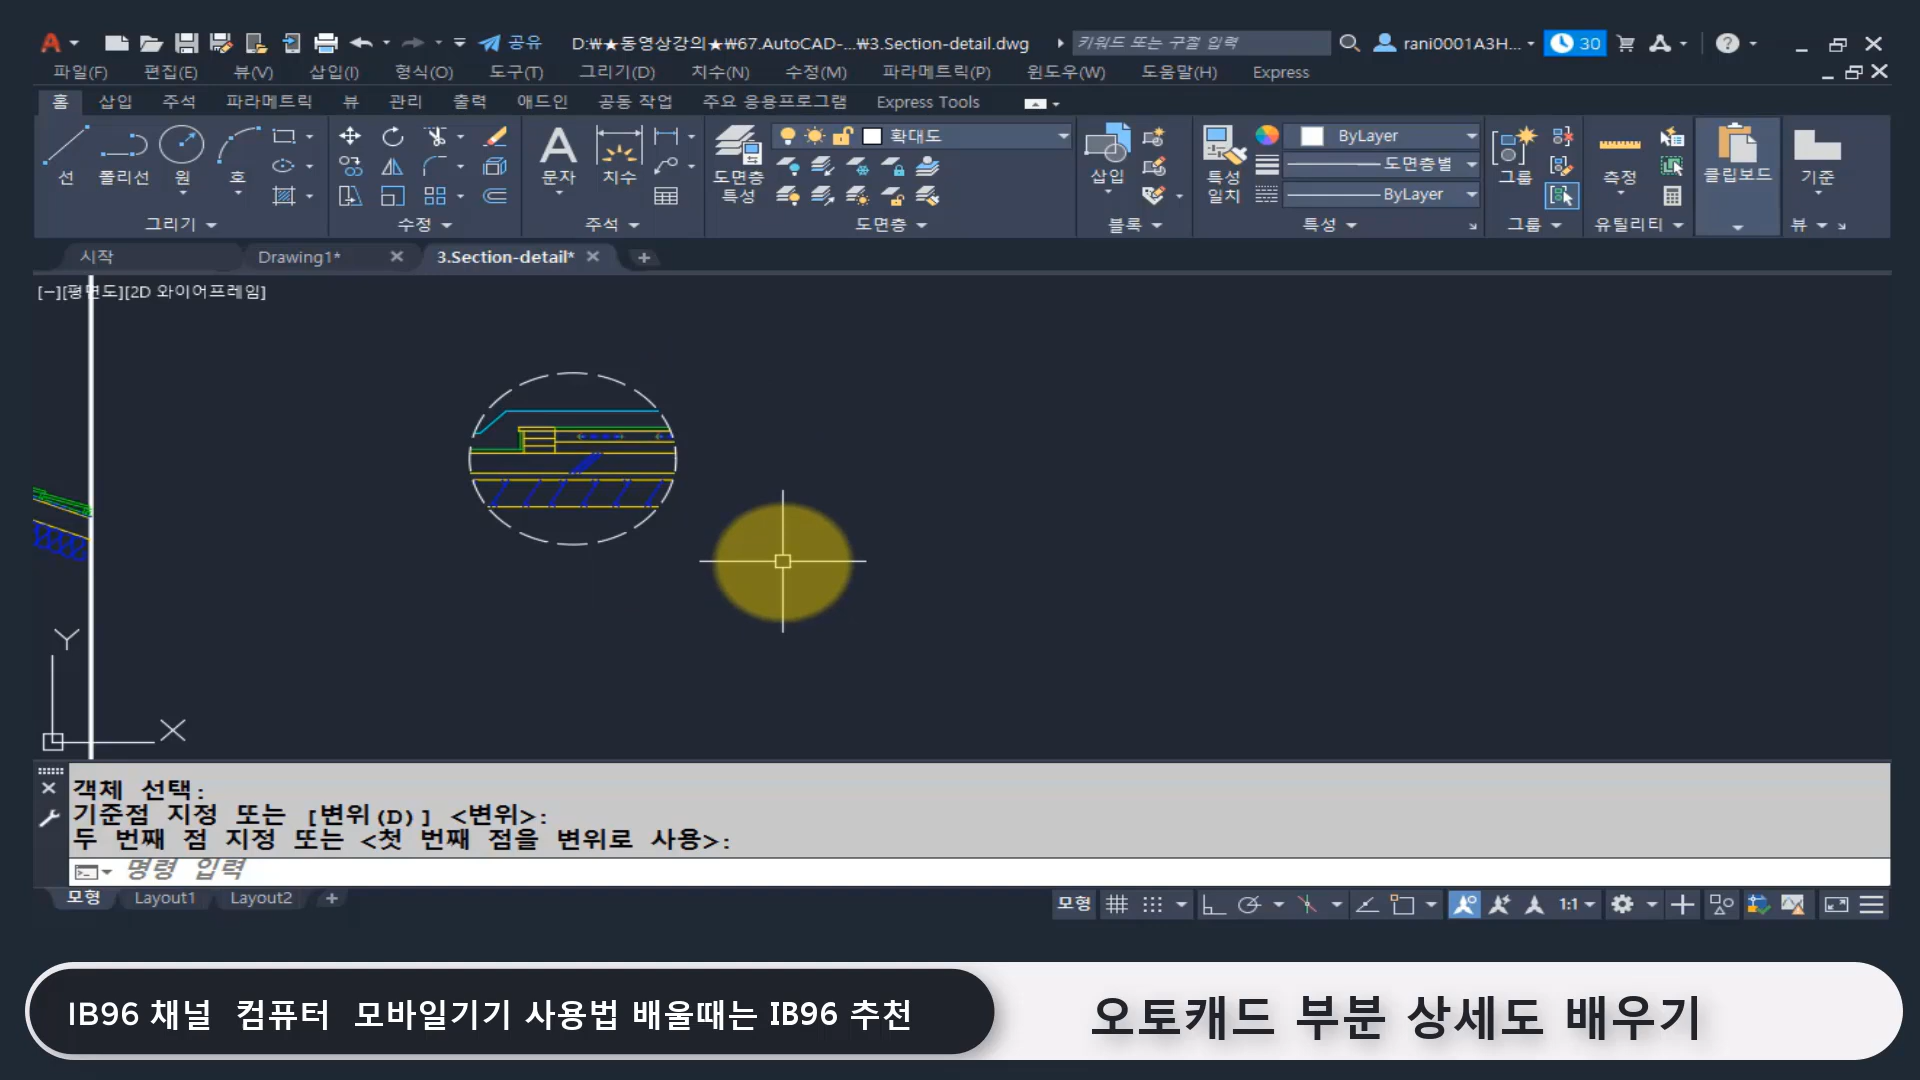 A 공유 D:₩★동영상강의★₩67.AutoCAD-...₩3.Section-detail.dwg 키워드 또는 구절 입력 rani0001A3H... 30 ?
파일(F) 편집(E) 뷰(V) 삽입(I) 형식(O) 도구(T) 그리기(D) 치수(N) 수정(M) 파라메트릭(P) 윈도우(W) 도움말(H) Express
홈 삽입 주석 파라메트릭 뷰 관리 출력 애드인 공동 작업 주요 응용프로그램 Express Tools
선 폴리선 원 호 A 문자 치수 도면층 특성 확대도 삽입 특성 일치 ByLayer 도면층별 ByLayer 그룹 측정 클립보드 기준
그리기 수정 주석 도면층 블록 특성 그룹 유틸리티 뷰
시작 Drawing1* 3.Section-detail*
[−][평면도][2D 와이어프레임]
Y
X
객체 선택:
기준점 지정 또는 [변위(D)] <변위>:
두 번째 점 지정 또는 <첫 번째 점을 변위로 사용>:
명령 입력
모형 Layout1 Layout2 + 모형 1:1
IB96 채널 컴퓨터 모바일기기 사용법 배울때는 IB96 추천
오토캐드 부분 상세도 배우기